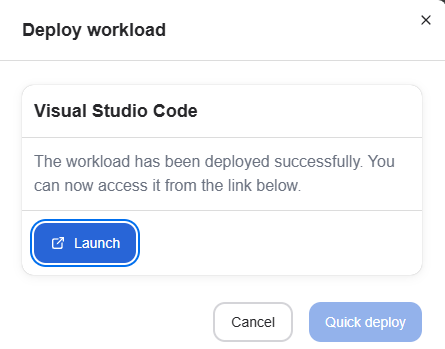 Deploy workload
Visual Studio Code
The workload has been deployed successfully. You
can now access it from the link below.
Launch
Cancel
Quick deploy